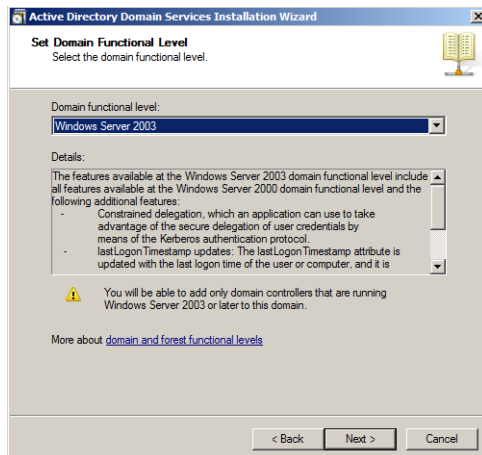 Active Directory Domain Services Installation Wizard
Set Domain Functional Level
Select the domain functional level.
Domain functional level:
Windows Server 2003
Details:
The features available at the Windows Server 2003 domain functional level include
all features available at the Windows Server 2000 domain functional level and the
following additional features:
- Constrained delegation, which an application can use to take
advantage of the secure delegation of user credentials by
means of the Kerberos authentication protocol.
- lastLogonTimestamp updates: The lastLogonTimestamp attribute is
updated with the last logon time of the user or computer, and it is
You will be able to add only domain controllers that are running
Windows Server 2003 or later to this domain.
More about domain and forest functional levels
< Back Next > Cancel